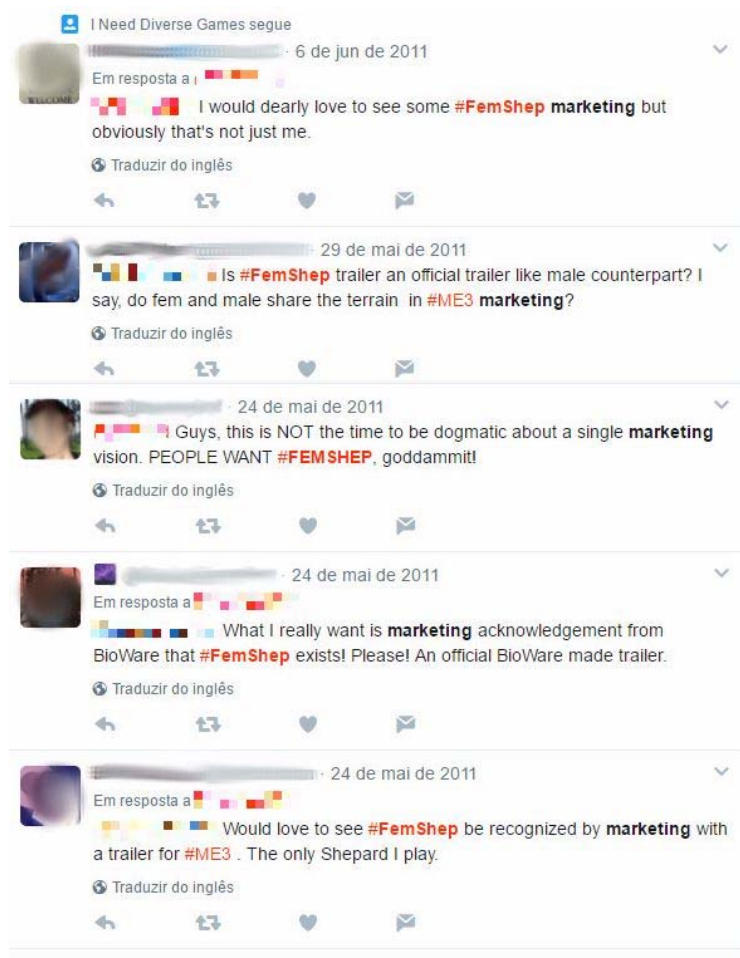 I Need Diverse Games segue
· 6 de jun de 2011
Em resposta a
I would dearly love to see some #FemShep marketing but
obviously that's not just me.
Traduzir do inglês
· 29 de mai de 2011
Is #FemShep trailer an official trailer like male counterpart? I
say, do fem and male share the terrain in #ME3 marketing?
Traduzir do inglês
· 24 de mai de 2011
Guys, this is NOT the time to be dogmatic about a single marketing
vision. PEOPLE WANT #FEMSHEP, goddammit!
Traduzir do inglês
· 24 de mai de 2011
Em resposta a
What I really want is marketing acknowledgement from
BioWare that #FemShep exists! Please! An official BioWare made trailer.
Traduzir do inglês
· 24 de mai de 2011
Em resposta a
Would love to see #FemShep be recognized by marketing with
a trailer for #ME3 . The only Shepard I play.
Traduzir do inglês